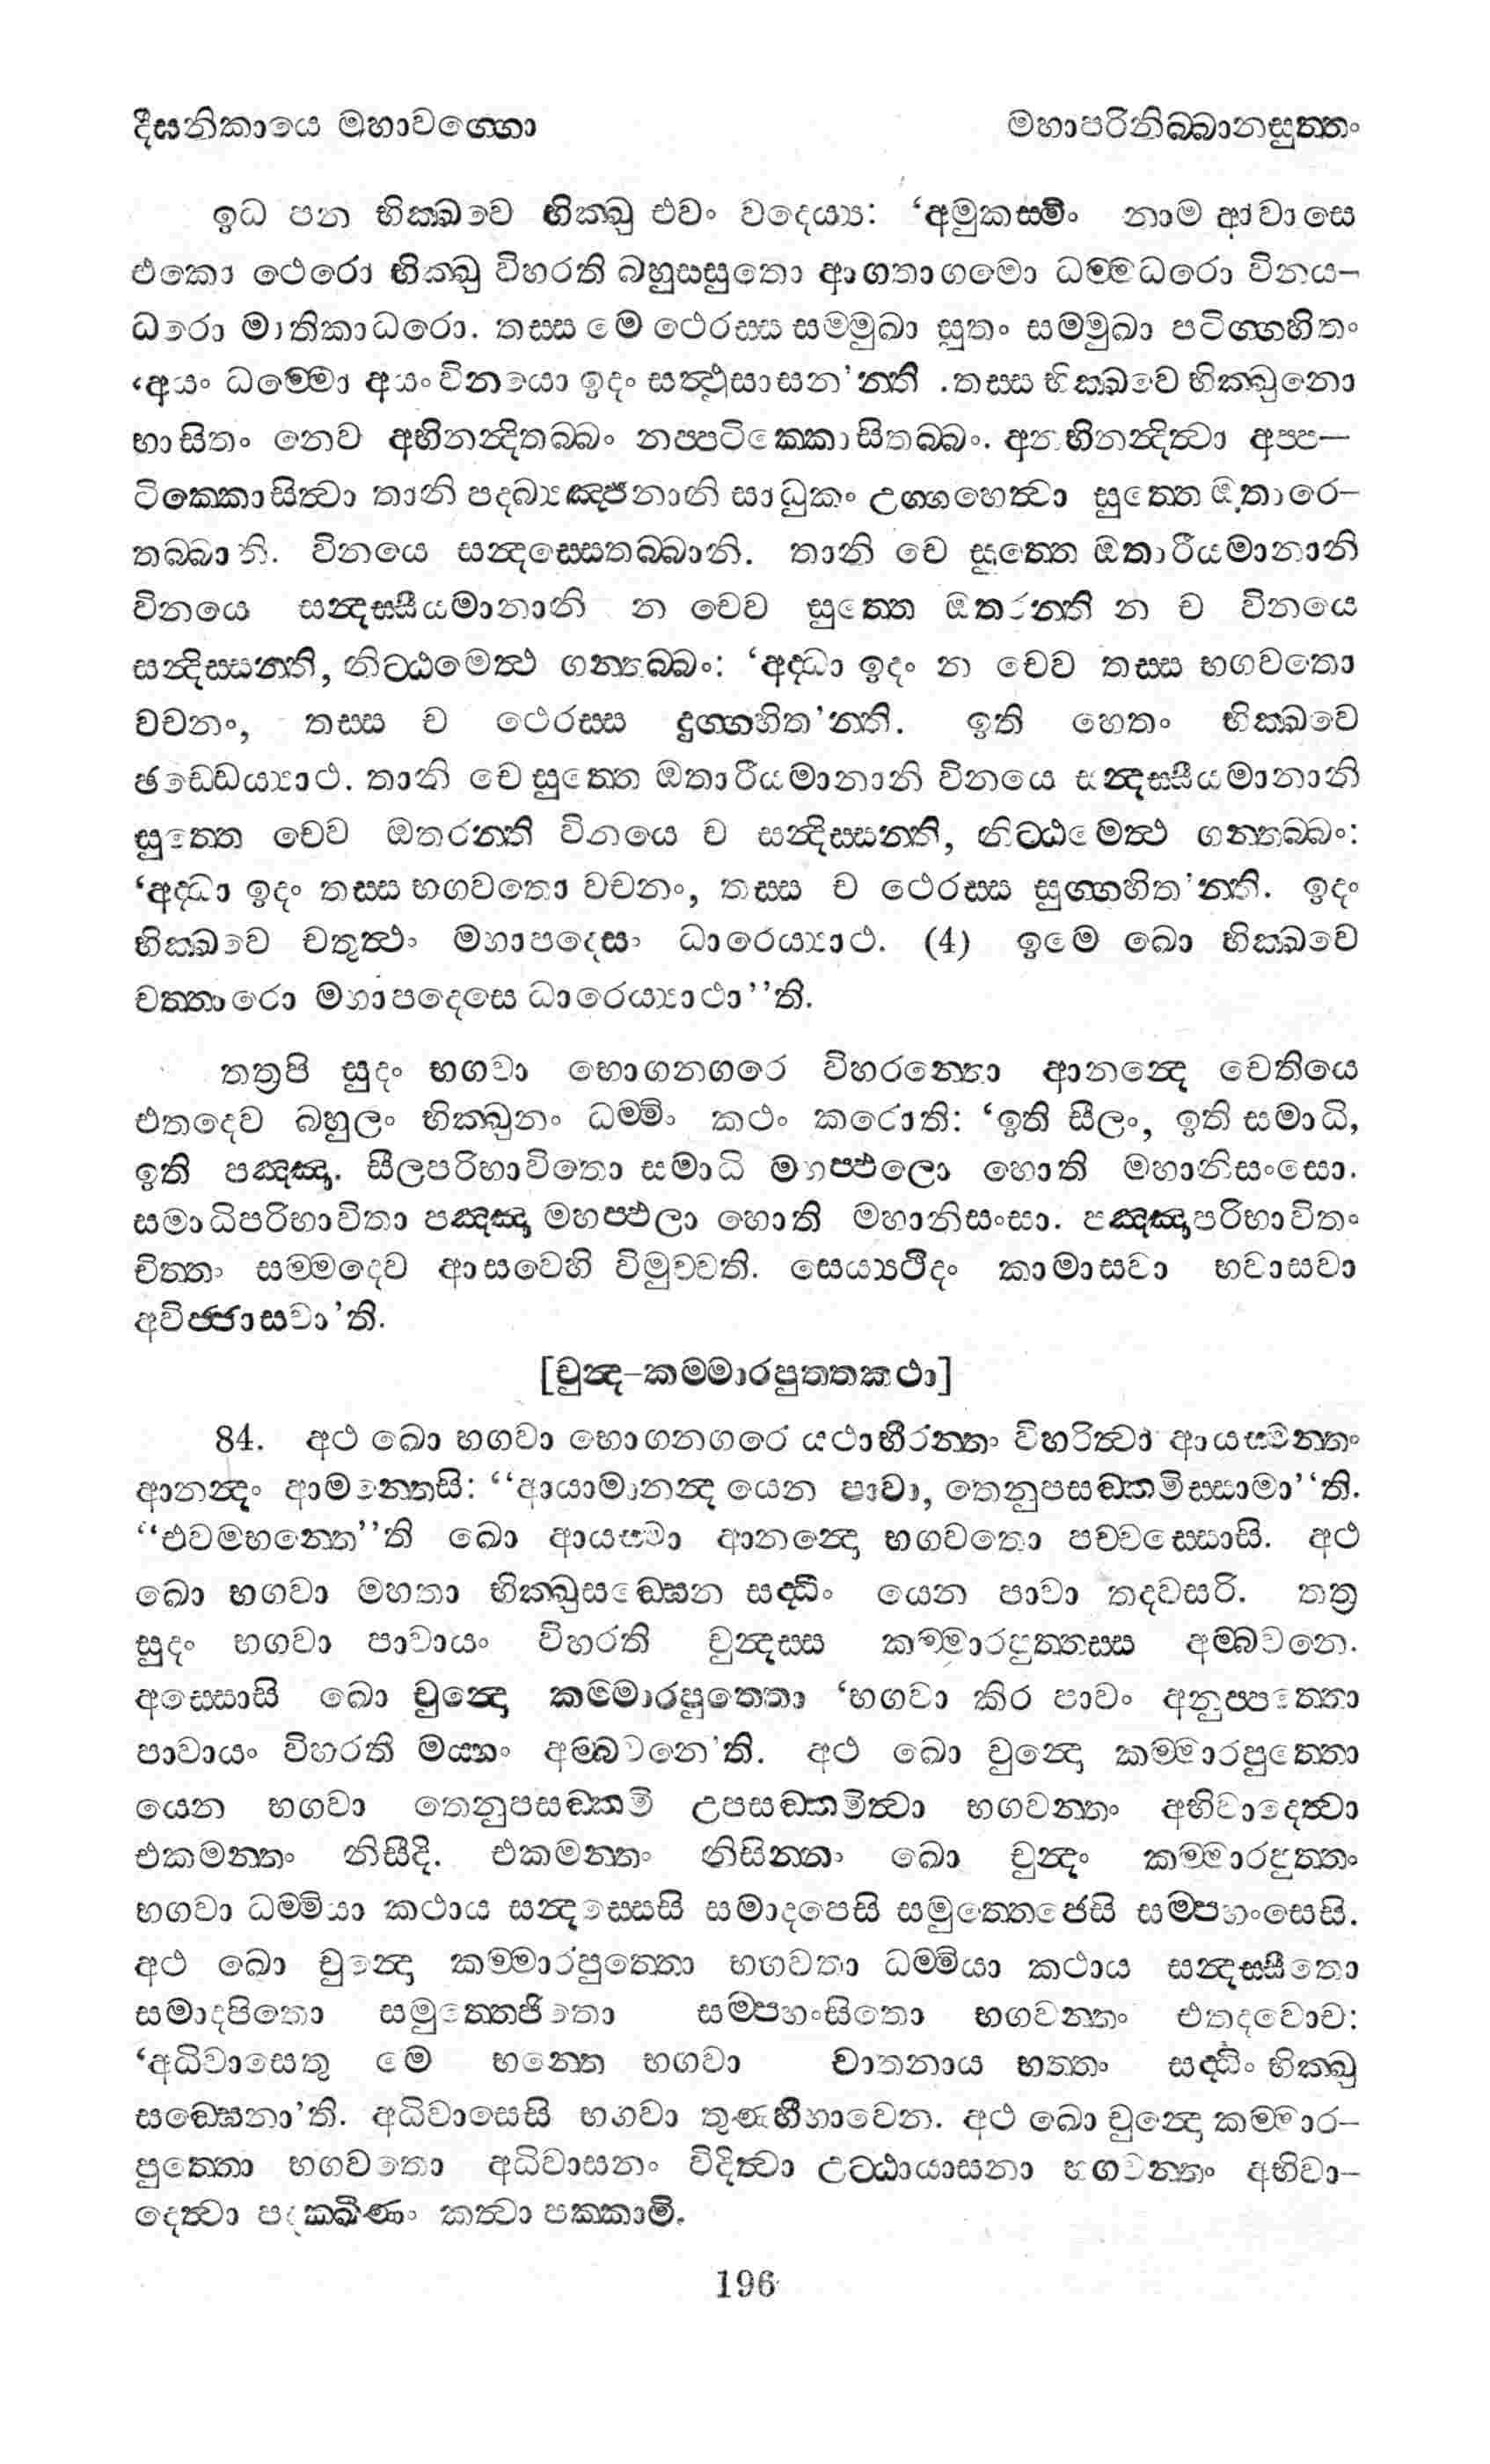 දීඝනිකායෙ මහාවග්ගො
මහාපරිනිබ්බානසුත්තං
ඉධ පන භික්ඛවෙ භික්ඛු එවං වදෙය්‍ය: ‘අමුකස්මිං නාම ආවාසෙ
එකො ථෙරො භික්ඛු විහරති බහුස්සුතො ආගතාගමො ධම්මධරො විනය-
ධරො මාතිකාධරො. තස්ස මෙ ථෙරස්ස සම්මුඛා සුතං සම්මුඛා පටිග්ගහිතං
‘අයං ධම්මො අයං විනයො ඉදං සත්ථුසාසන’න්ති .තස්ස භික්ඛවෙ භික්ඛුනො
භාසිතං නෙව අභිනන්දිතබ්බං නප්පටික්කොසිතබ්බං. අනභිනන්දිත්වා අප්ප–
ටික්කොසිත්වා තානි පදබ්‍යඤ්ජනානි සාධුකං උග්ගහෙත්වා සුත්තෙ ඔතාරෙ–
තබ්බානි. විනයෙ සන්දස්සෙතබ්බානි. තානි චෙ සුත්තෙ ඔතාරීයමානානි
විනයෙ සන්දස්සීයමානානි න චෙව සුත්තෙ ඔතරන්ති න ච විනයෙ
සන්දිස්සන්ති, නිට්ඨමෙත්ථ ගන්තබ්බං: ‘අද්ධා ඉදං න චෙව තස්ස භගවතො
වචනං, තස්ස ච ථෙරස්ස දුග්ගහිත’න්ති. ඉති හෙතං භික්ඛවෙ
ඡඩ්ඩෙය්‍යාථ. තානි චෙ සුත්තෙ ඔතාරීයමානානි විනයෙ සන්දස්සීයමානානි
සුත්තෙ චෙව ඔතරන්ති විනයෙ ච සන්දිස්සන්ති, නිට්ඨමෙත්ථ ගන්තබ්බං:
‘අද්ධා ඉදං තස්ස භගවතො වචනං, තස්ස ච ථෙරස්ස සුග්ගහිත’න්ති. ඉදං
භික්ඛවෙ චතුත්ථං මහාපදෙසං ධාරෙය්‍යාථ. (4) ඉමෙ ඛො භික්ඛවෙ
චත්තාරො මහාපදෙසෙ ධාරෙය්‍යාථා’’ති.
තත්‍රපි සුදං භගවා භොගනගරෙ විහරන්තො ආනන්දෙ චෙතියෙ
එතදෙව බහුලං භික්ඛුනං ධම්මිං කථං කරොති: ‘ඉති සීලං, ඉති සමාධි,
ඉති පඤ්ඤා. සීලපරිභාවිතො සමාධි මහප්ඵලො හොති මහානිසංසො.
සමාධිපරිභාවිතා පඤ්ඤා මහප්ඵලා හොති මහානිසංසා. පඤ්ඤාපරිභාවිතං
චිත්තං සම්මදෙව ආසවෙහි විමුච්චති. සෙය්‍යථිදං කාමාසවා භවාසවා
අවිජ්ජාසවා’ති.
[චුන්ද–කම්මාරපුත්තකථා]
84. අථ ඛො භගවා භොගනගරෙ යථාභිරන්තං විහරිත්වා ආයස්මන්තං
ආනන්දං ආමන්තෙසි: ‘‘ආයාමානන්ද යෙන පාවා, තෙනුපසඞ්කමිස්සාමා’‘ති.
‘‘එවම්භන්තෙ’’ති ඛො ආයස්මා ආනන්දො භගවතො පච්චස්සොසි. අථ
ඛො භගවා මහතා භික්ඛුසඞ්ඝෙන සද්ධිං යෙන පාවා තදවසරි. තත්‍ර
සුදං භගවා පාවායං විහරති චුන්දස්ස කම්මාරපුත්තස්ස අම්බවනෙ.
අස්සොසි ඛො චුන්දො කම්මාරපුත්තො ‘භගවා කිර පාවං අනුප්පත්තො
පාවායං විහරති මය්හං අම්බවනෙ’ති. අථ ඛො චුන්දො කම්මාරපුත්තො
යෙන භගවා තෙනුපසඞ්කමි උපසඞ්කමිත්වා භගවන්තං අභිවාදෙත්වා
එකමන්තං නිසීදි. එකමන්තං නිසින්නං ඛො චුන්දං කම්මාරපුත්තං
භගවා ධම්මියා කථාය සන්දස්සෙසි සමාදපෙසි සමුත්තෙජෙසි සම්පහංසෙසි.
අථ ඛො චුන්දො කම්මාරපුත්තො භගවතා ධම්මියා කථාය සන්දස්සීතො
සමාදපිතො සමුත්තෙජිතො සම්පහංසිතො භගවන්තං එතදවොච:
‘අධිවාසෙතු මෙ භන්තෙ භගවා ච‍ාතනාය භත්තං සද්ධිං භික්ඛු
සඞ්ඝෙනා’ති. අධිවාසෙසි භගවා තුණ්හීභාවෙන. අථ ඛො චුන්දො කම්මාර–
පුත්තො භගවතො අධිවාසනං විදිත්වා උට්ඨායාසනා භගවන්තං අභිවා–
දෙත්වා පදක්ඛිණං කත්වා පක්කාමි.
196